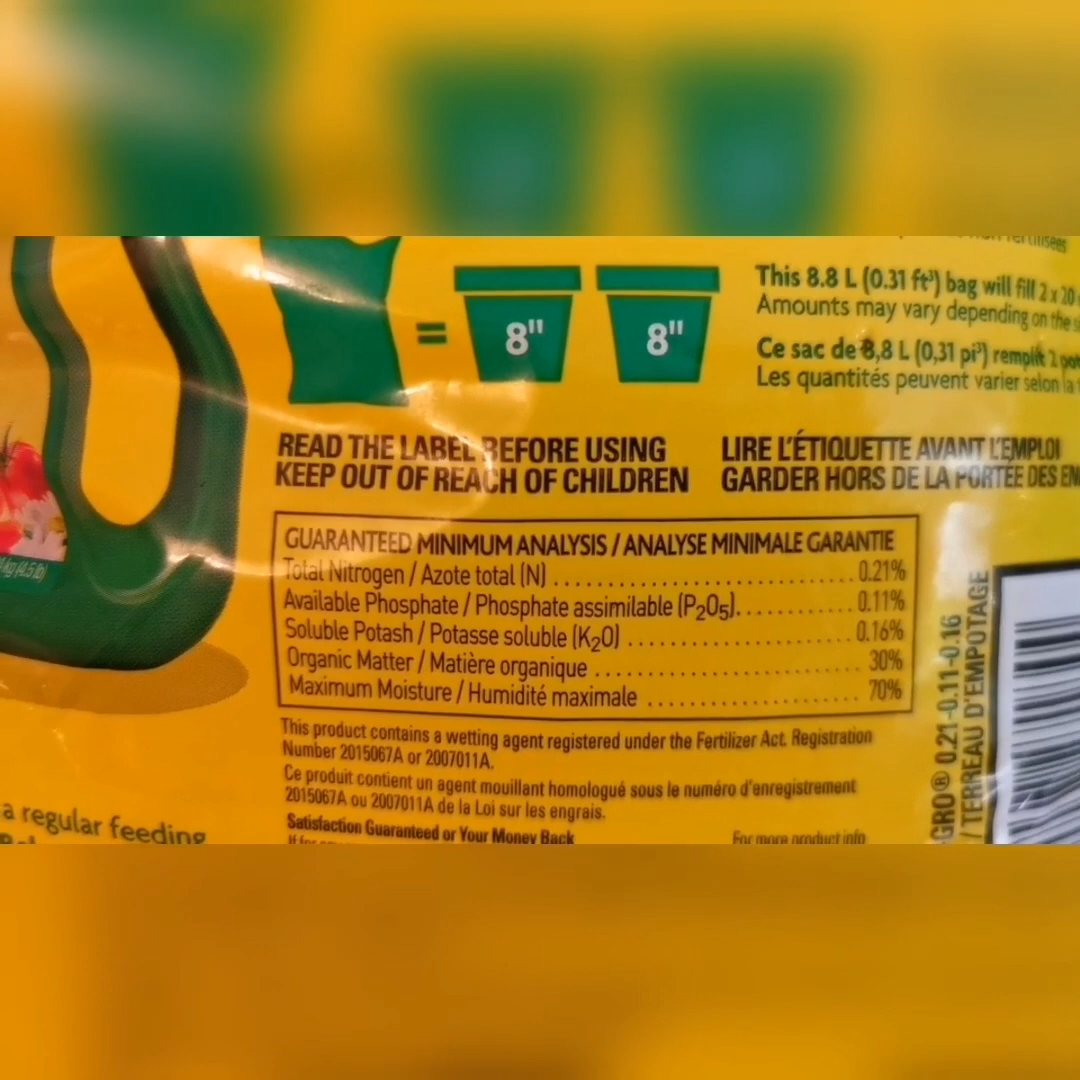 This 8.8 L (0.31 ft³) bag will fill 2 x 20
Amounts may vary depending on the
Ce sac de 8,8 L (0,31 pi³) remplit 2
Les quantités peuvent varier selon la
= 8" 8"
READ THE LABEL BEFORE USING
KEEP OUT OF REACH OF CHILDREN
LIRE L'ÉTIQUETTE AVANT L'EMPLOI
GARDER HORS DE LA PORTÉE DES
GUARANTEED MINIMUM ANALYSIS / ANALYSE MINIMALE GARANTIE
Total Nitrogen / Azote total (N) 0.21%
Available Phosphate / Phosphate assimilable (P₂O₅) 0.11%
Soluble Potash / Potasse soluble (K₂O) 0.16%
Organic Matter / Matière organique 30%
Maximum Moisture / Humidité maximale 70%
This product contains a wetting agent registered under the Fertilizer Act. Registration
Number 2015067A or 2007011A.
Ce produit contient un agent mouillant homologué sous le numéro d'enregistrement
2015067A ou 2007011A de la Loi sur les engrais.
Satisfaction Guaranteed or Your Money Back
For more product info
a regular feeding
GRO® 0.21-0.11-0.16
/ TERREAU D'EMPOTAGE